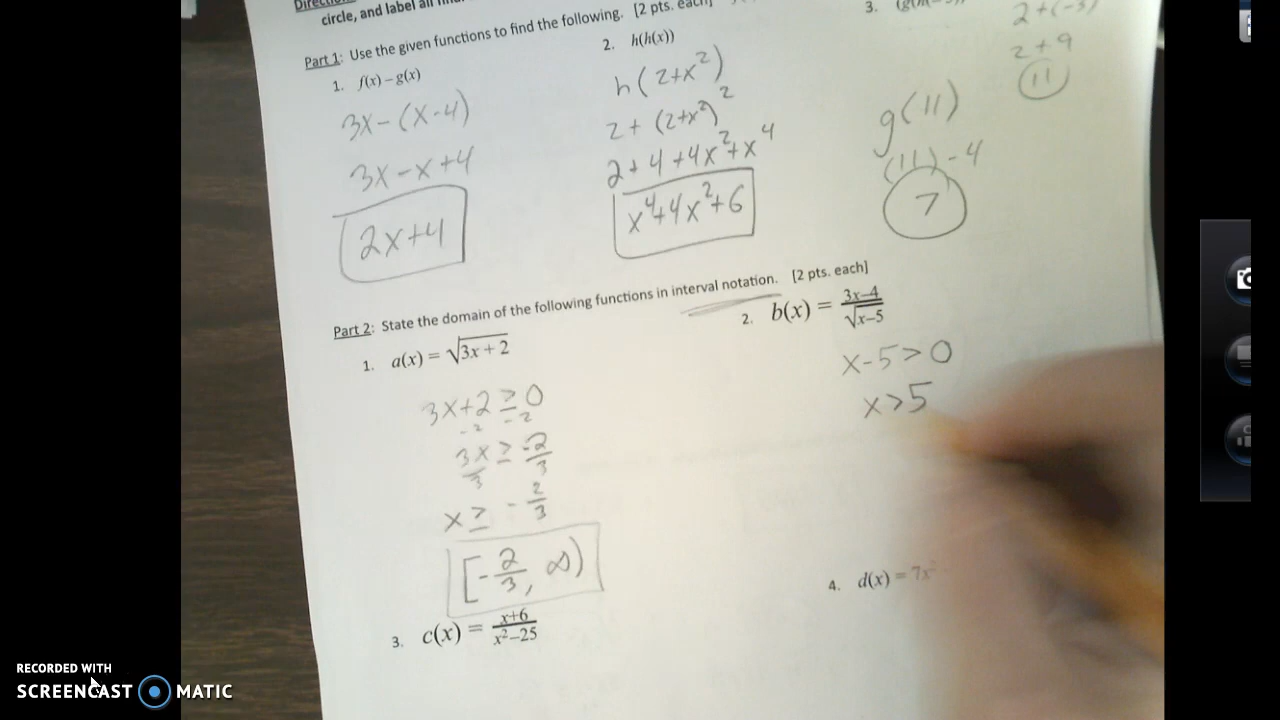 circle, and label all
Part 1: Use the given functions to find the following. [2 pts. each]
1. f(x) – g(x)
3x - (x-4)
3x - x + 4
2x+4
2. h(h(x))
h(2+x²)
2 + (2+x²)²
2 + 4 + 4x² + x⁴
x⁴+4x²+6
3.
2+(-3)
2+9
11
g(11)
(11) - 4
7
Part 2: State the domain of the following functions in interval notation. [2 pts. each]
1. a(x) = √(3x + 2)
3x+2 ≥ 0
-2 -2
3x/3 ≥ -2/3
x ≥ -2/3
[-2/3, ∞)
2. b(x) = (3x–4)/√(x–5)
x-5>0
x>5
3. c(x) = (x+6)/(x²–25)
4. d(x) = 7x
RECORDED WITH
SCREENCAST MATIC